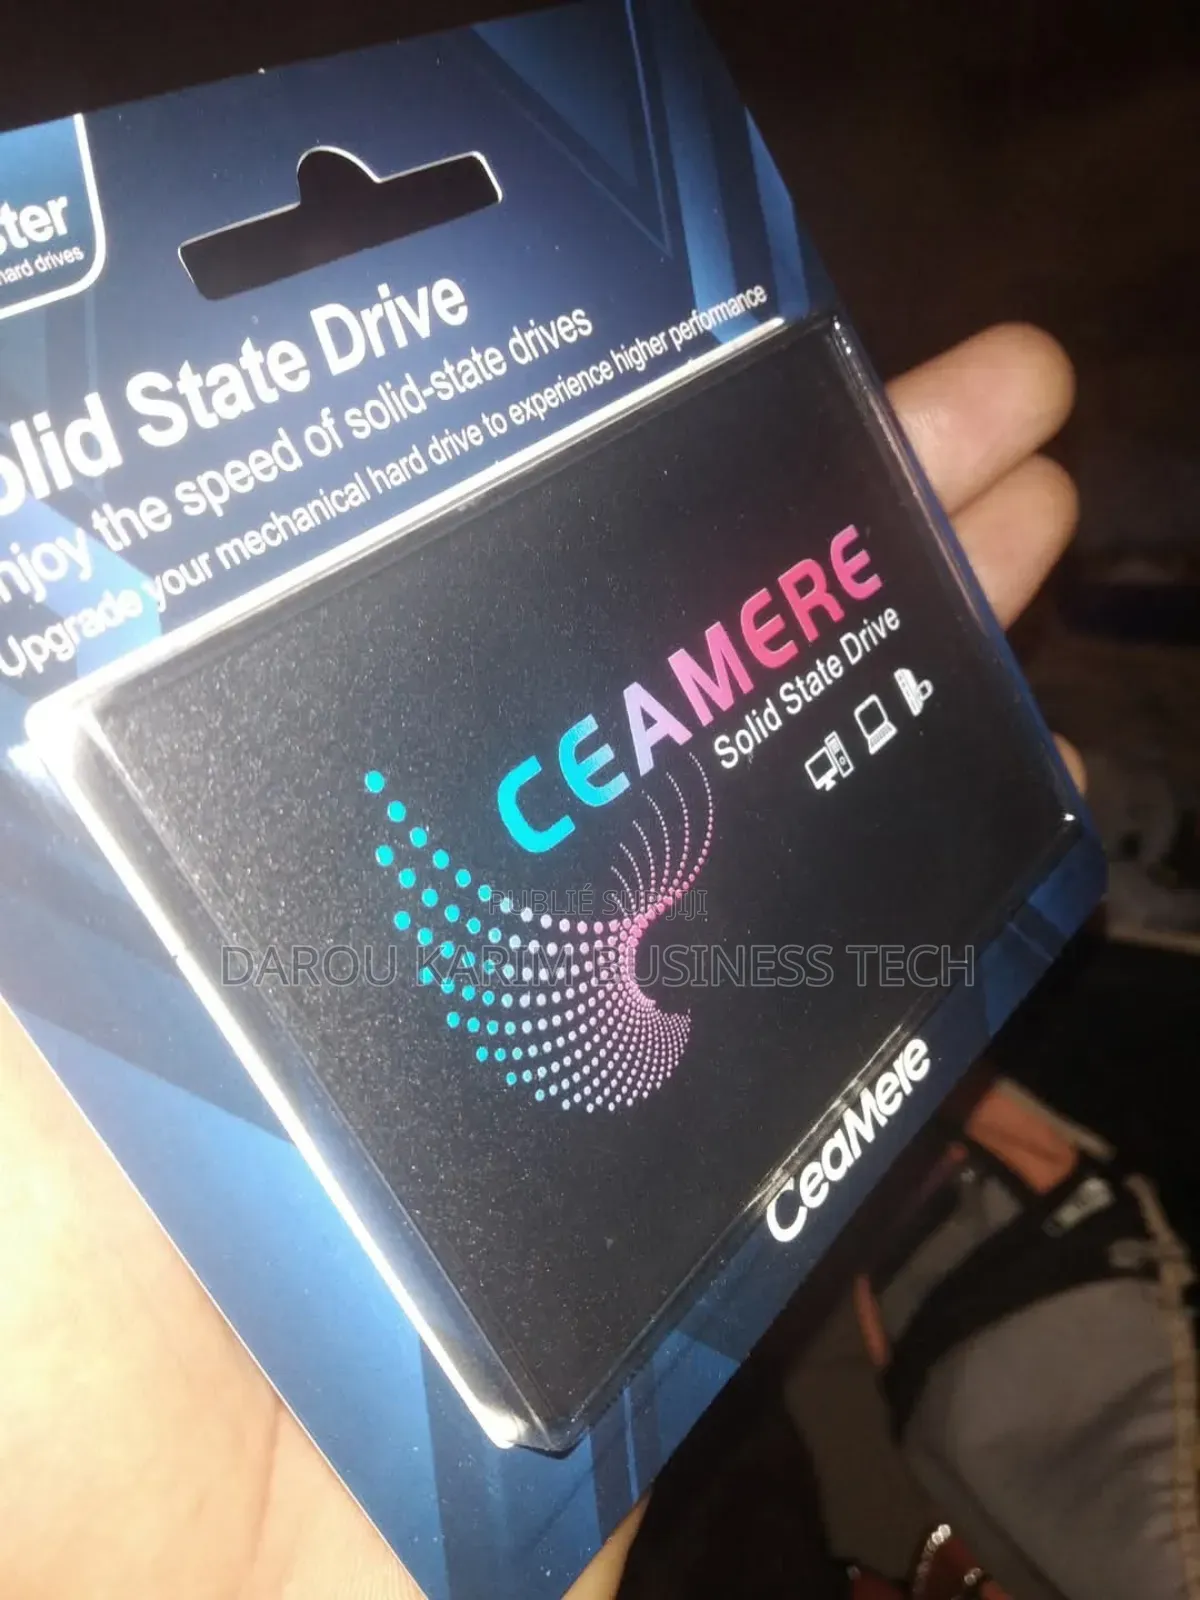 ster
hard drives
olid State Drive
njoy the speed of solid-state drives
Upgrade your mechanical hard drive to experience higher performance
CEAMERE
Solid State Drive
PUBLIÉ SUR JIJI
DAROU KARIM BUSINESS TECH
CeaMere